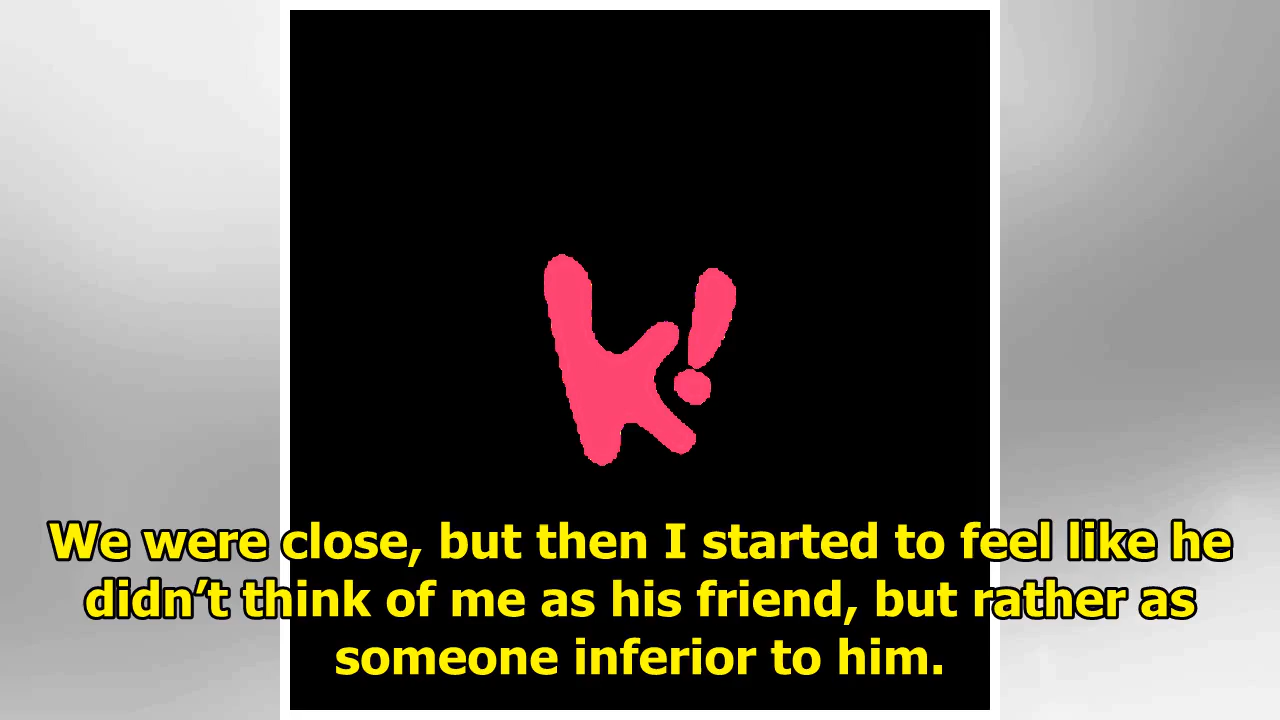 k!
We were close, but then I started to feel like he
didn’t think of me as his friend, but rather as
someone inferior to him.